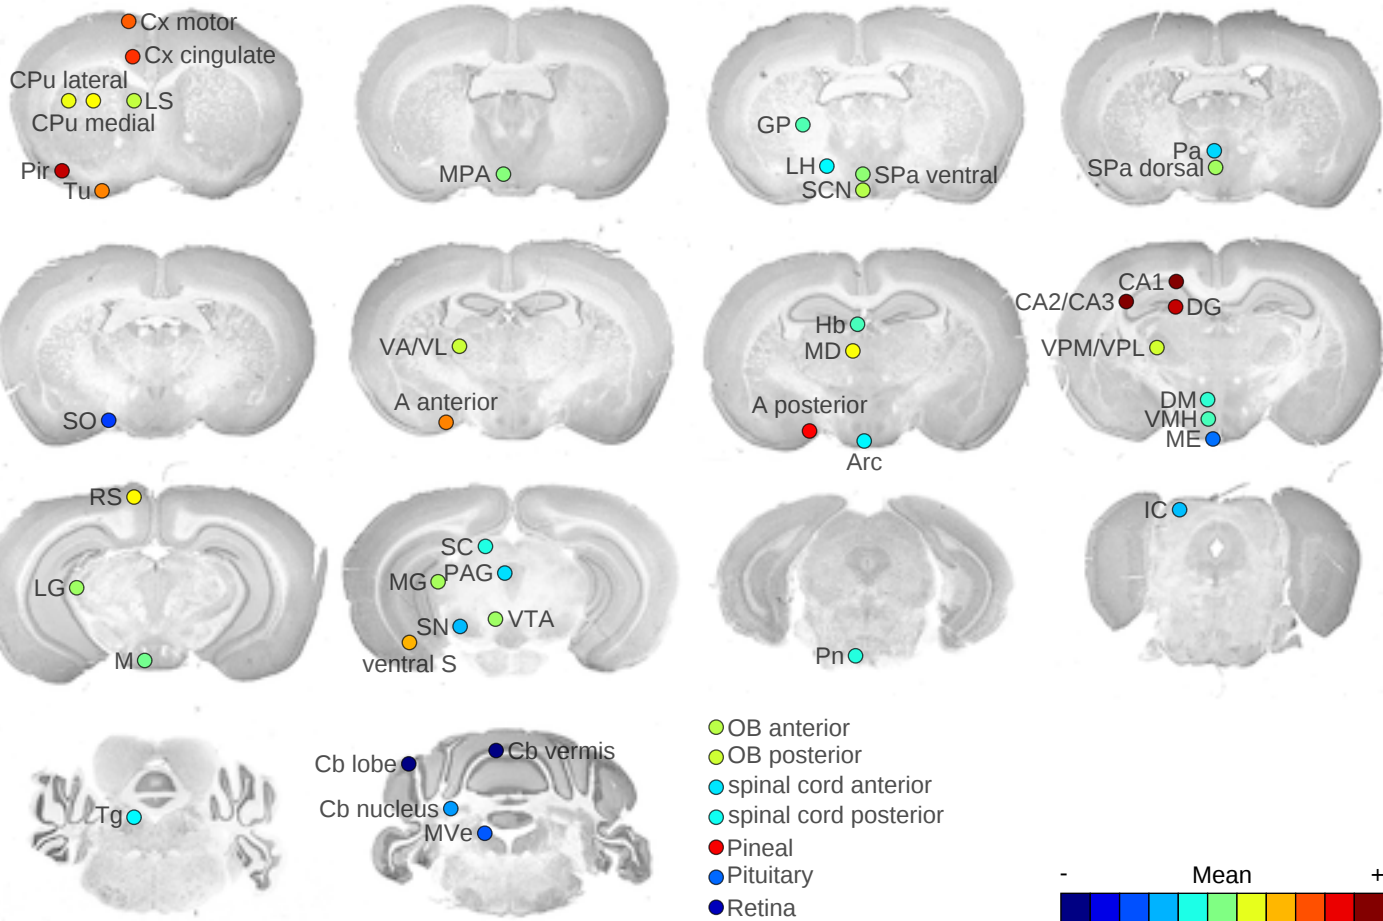 Cx motor
Cx cingulate
CPu lateral
LS
CPu medial
Pir
Tu
MPA
GP
LH
SPa ventral
SCN
Pa
SPa dorsal
SO
VA/VL
A anterior
Hb
MD
A posterior
Arc
CA1
CA2/CA3
DG
VPM/VPL
DM
VMH
ME
RS
LG
M
SC
PAG
MG
VTA
SN
ventral S
Pn
IC
Tg
Cb lobe
Cb vermis
Cb nucleus
MVe
OB anterior
OB posterior
spinal cord anterior
spinal cord posterior
Pineal
Pituitary
Retina
- Mean +